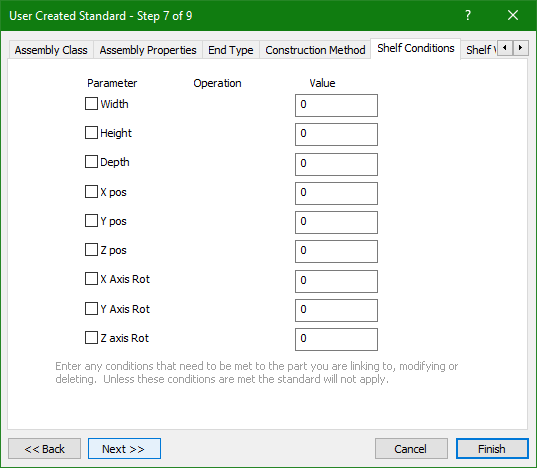 User Created Standard - Step 7 of 9
?
Assembly Class Assembly Properties End Type Construction Method Shelf Conditions Shelf
Parameter Operation Value
Width 0
Height 0
Depth 0
X pos 0
Y pos 0
Z pos 0
X Axis Rot 0
Y Axis Rot 0
Z axis Rot 0
Enter any conditions that need to be met to the part you are linking to, modifying or
deleting. Unless these conditions are met the standard will not apply.
<< Back Next >> Cancel Finish